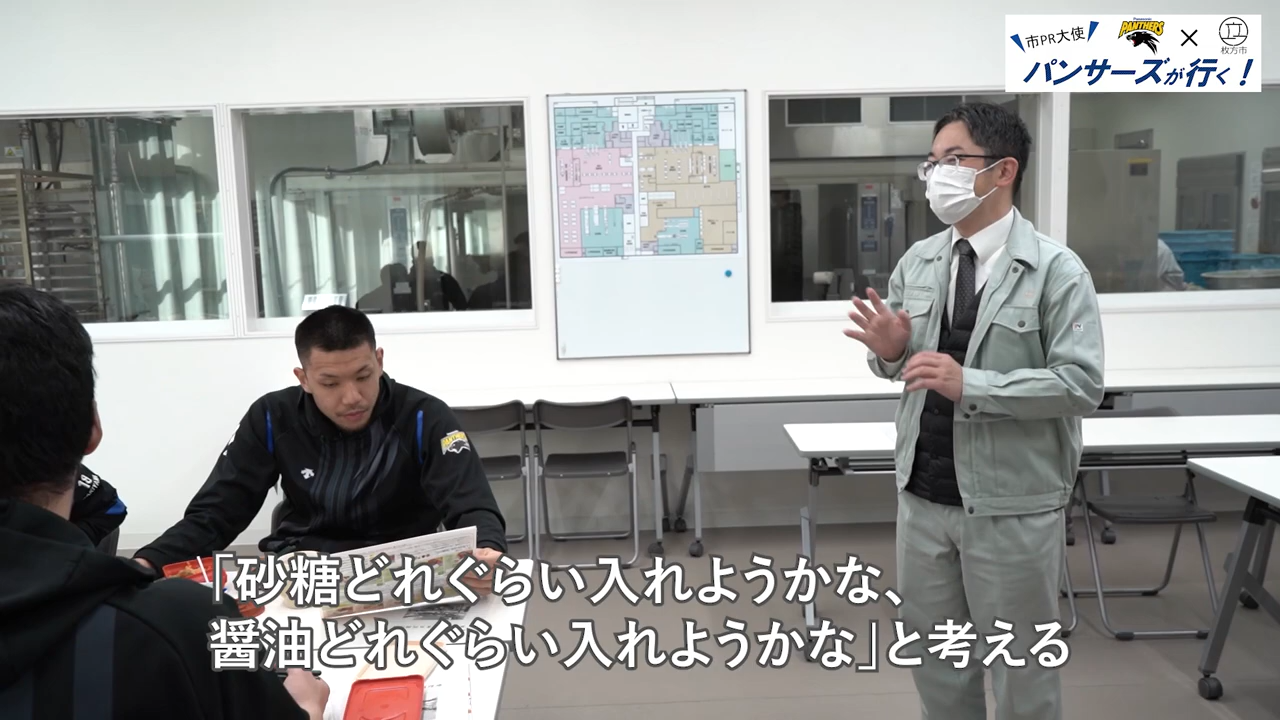 市PR大使
PANTHERS
×
枚方市
パンサーズが行く!
PANTHERS
18
「砂糖どれぐらい入れようかな、
醤油どれぐらい入れようかな」と考える